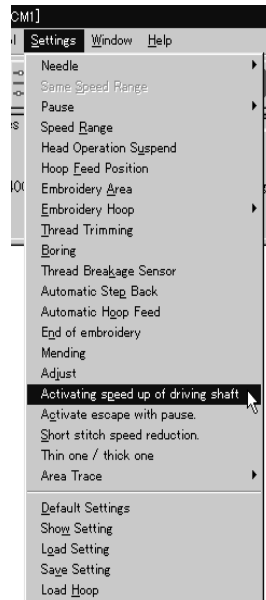 CM1]
Settings Window Help
Needle
Same Speed Range
Pause
Speed Range
Head Operation Suspend
Hoop Feed Position
Embroidery Area
Embroidery Hoop
Thread Trimming
Boring
Thread Breakage Sensor
Automatic Step Back
Automatic Hoop Feed
End of embroidery
Mending
Adjust
Activating speed up of driving shaft
Activate escape with pause.
Short stitch speed reduction.
Thin one / thick one
Area Trace
Default Settings
Show Setting
Load Setting
Save Setting
Load Hoop